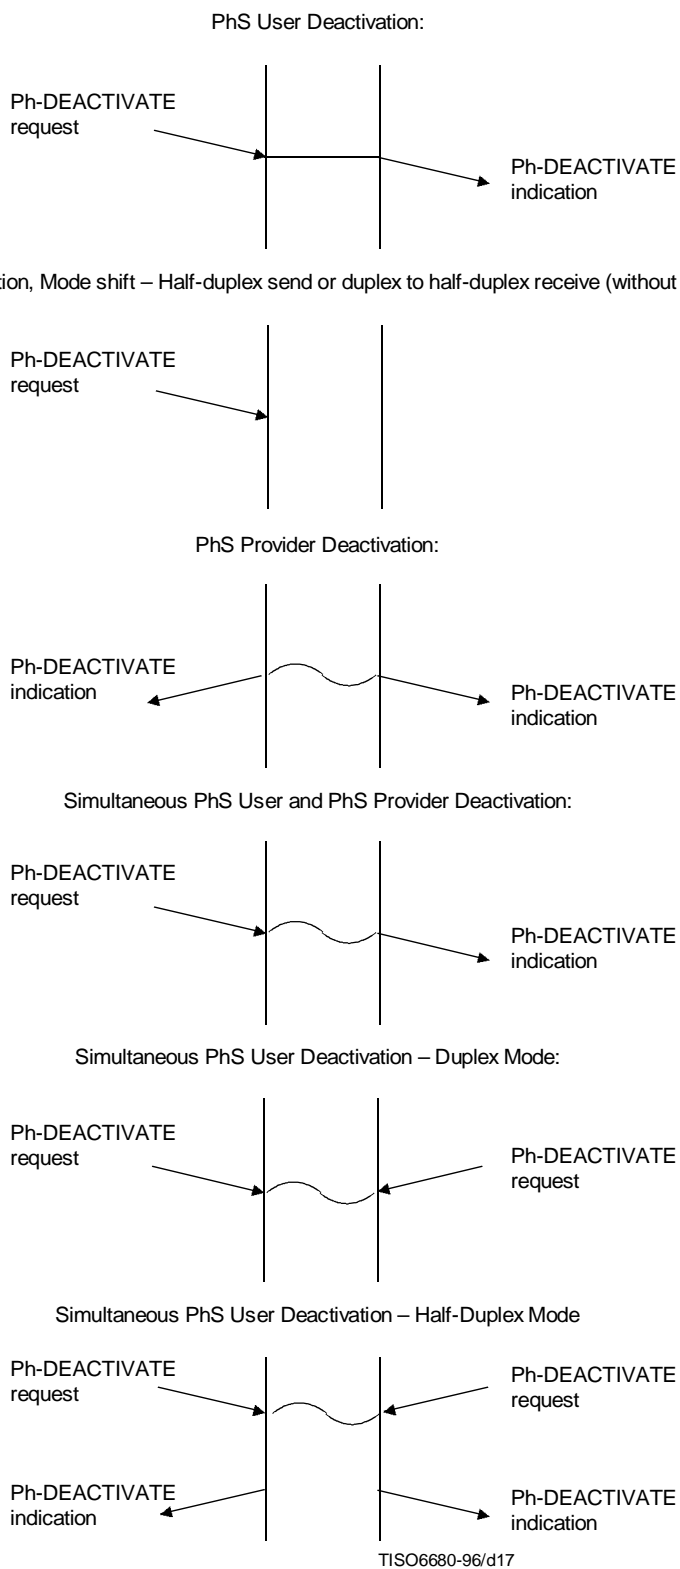 PhS User Deactivation:
Ph-DEACTIVATE
request
Ph-DEACTIVATE
indication
Mode shift – Half-duplex send or duplex to half-duplex receive (without
Ph-DEACTIVATE
request
PhS Provider Deactivation:
Ph-DEACTIVATE
indication
Ph-DEACTIVATE
indication
Simultaneous PhS User and PhS Provider Deactivation:
Ph-DEACTIVATE
request
Ph-DEACTIVATE
indication
Simultaneous PhS User Deactivation – Duplex Mode:
Ph-DEACTIVATE
request
Ph-DEACTIVATE
request
Simultaneous PhS User Deactivation – Half-Duplex Mode
Ph-DEACTIVATE
request
Ph-DEACTIVATE
request
Ph-DEACTIVATE
indication
Ph-DEACTIVATE
indication
TISO6680-96/d17